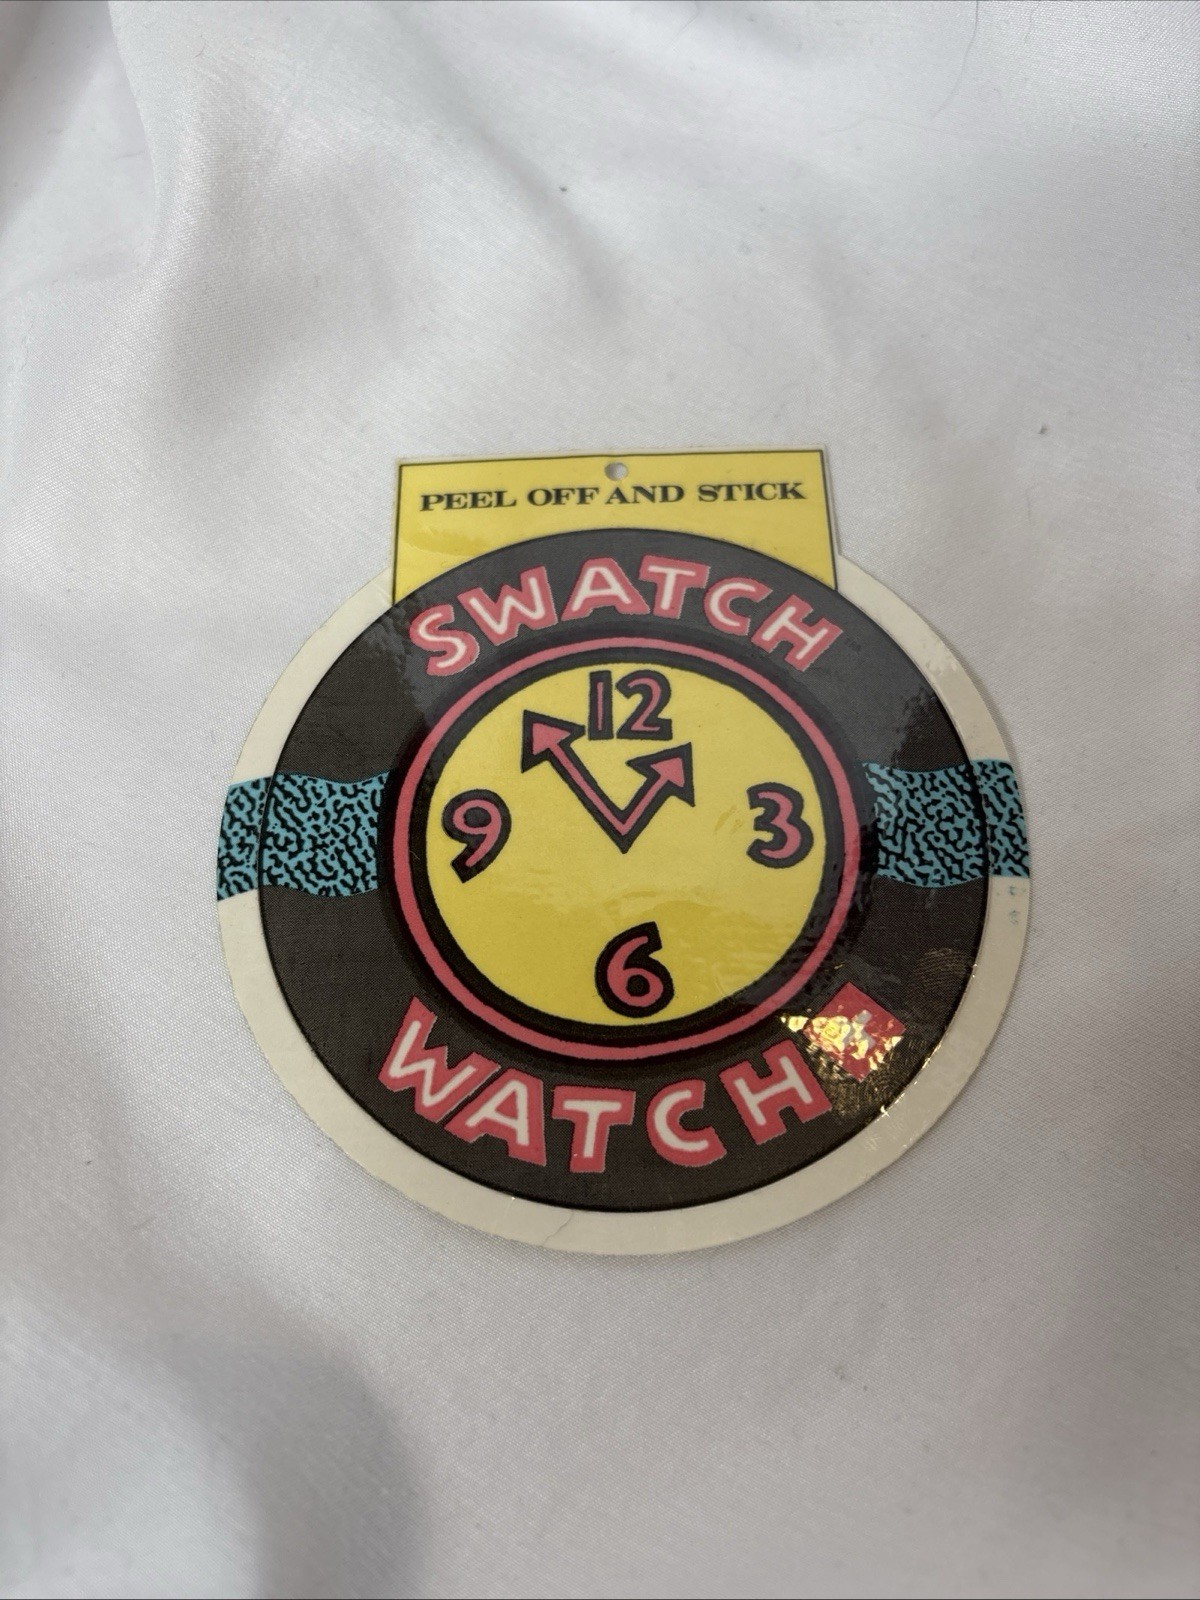 PEEL OFF AND STICK
SWATCH
12
9
3
6
WATCH